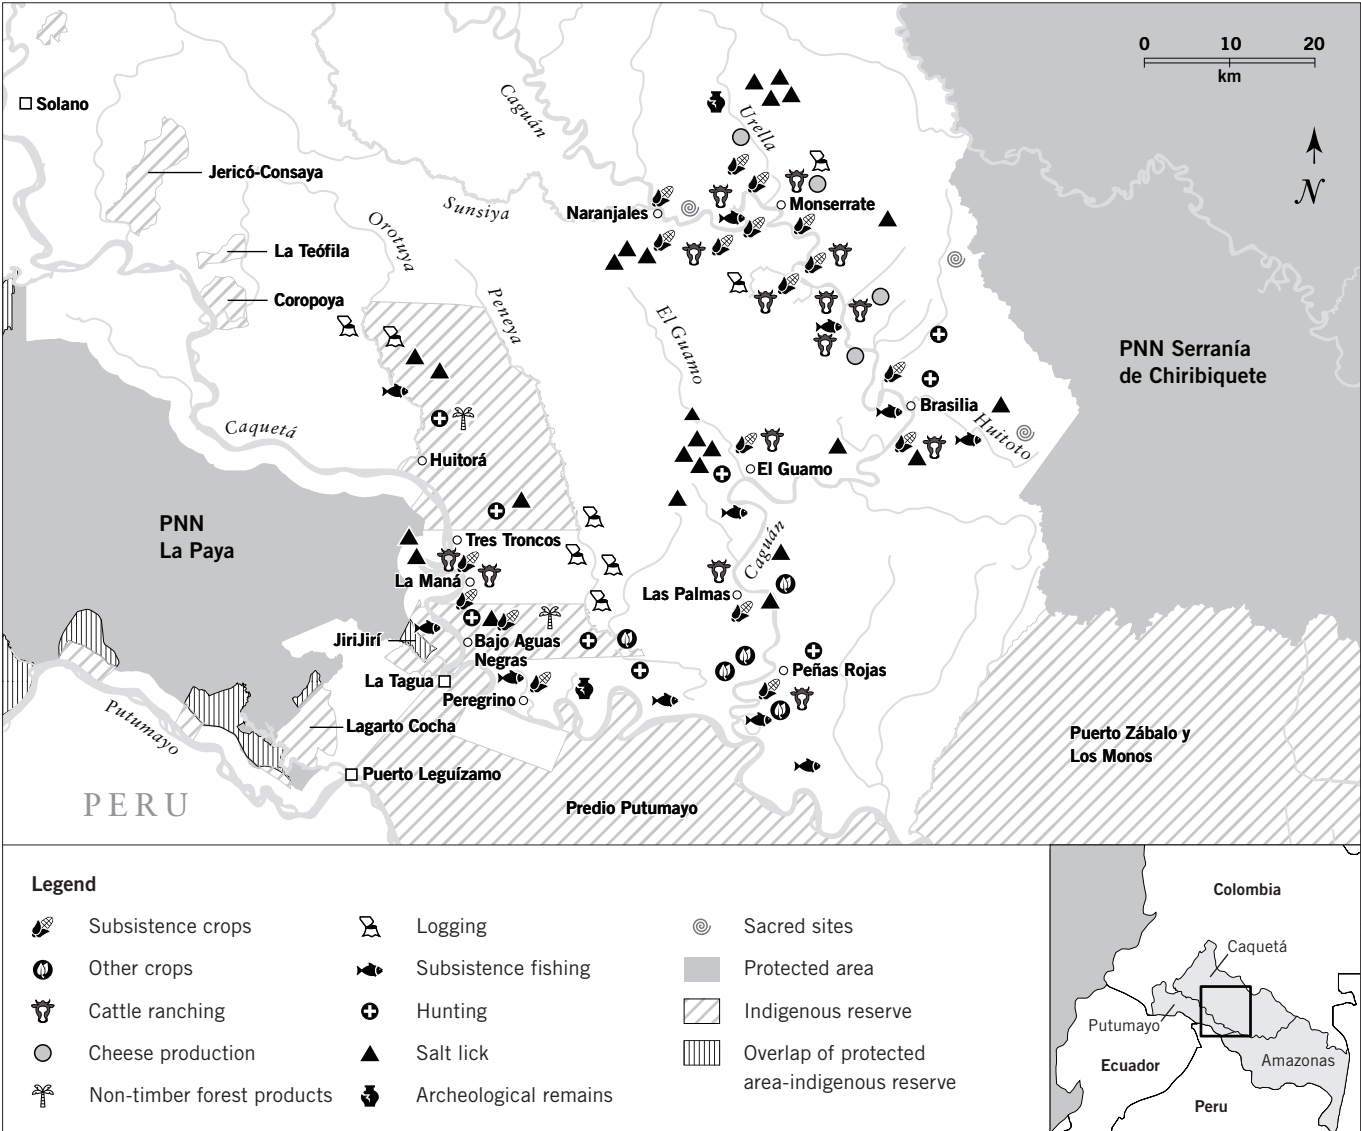 0 10 20
km
N
Solano
Jericó-Consaya
La Teófila
Coropoya
Caguán
Sunsiya
Orotuya
Peneya
Urella
Naranjales
Monserrate
El Guamo
PNN Serranía
de Chiribiquete
Brasilia
Huitoto
Caquetá
Huitorá
El Guamo
PNN
La Paya
Tres Troncos
La Maná
Caguán
Las Palmas
JiriJirí
Bajo Aguas
Negras
La Tagua
Peregrino
Peñas Rojas
Putumayo
Lagarto Cocha
Puerto Leguízamo
PERU
Predio Putumayo
Puerto Zábalo y
Los Monos
Legend
Subsistence crops
Other crops
Cattle ranching
Cheese production
Non-timber forest products
Logging
Subsistence fishing
Hunting
Salt lick
Archeological remains
Sacred sites
Protected area
Indigenous reserve
Overlap of protected
area-indigenous reserve
Colombia
Caquetá
Putumayo
Ecuador
Amazonas
Peru